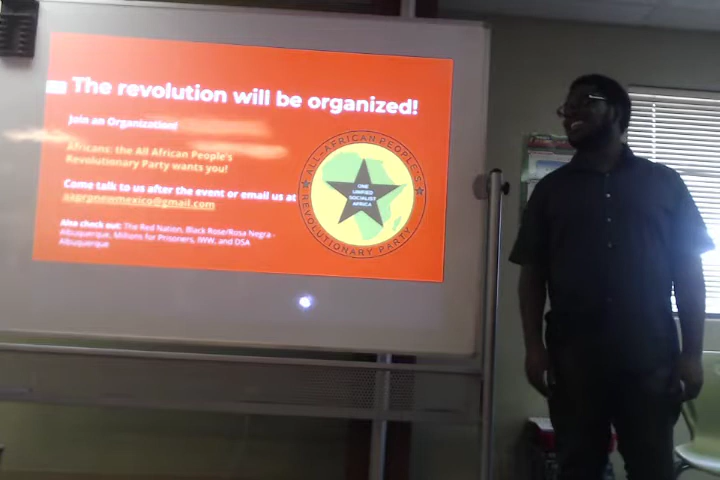 The revolution will be organized!
Join an Organization!
Africans: the All African People's
Revolutionary Party wants you!
Come talk to us after the event or email us at
aaprpnewmexico@gmail.com
Also check out: The Red Nation, Black Rose/Rosa Negra -
Albuquerque, Millions for Prisoners, IWW, and DSA
Albuquerque
ALL-AFRICAN PEOPLE'S
REVOLUTIONARY PARTY
ONE
UNIFIED
SOCIALIST
AFRICA